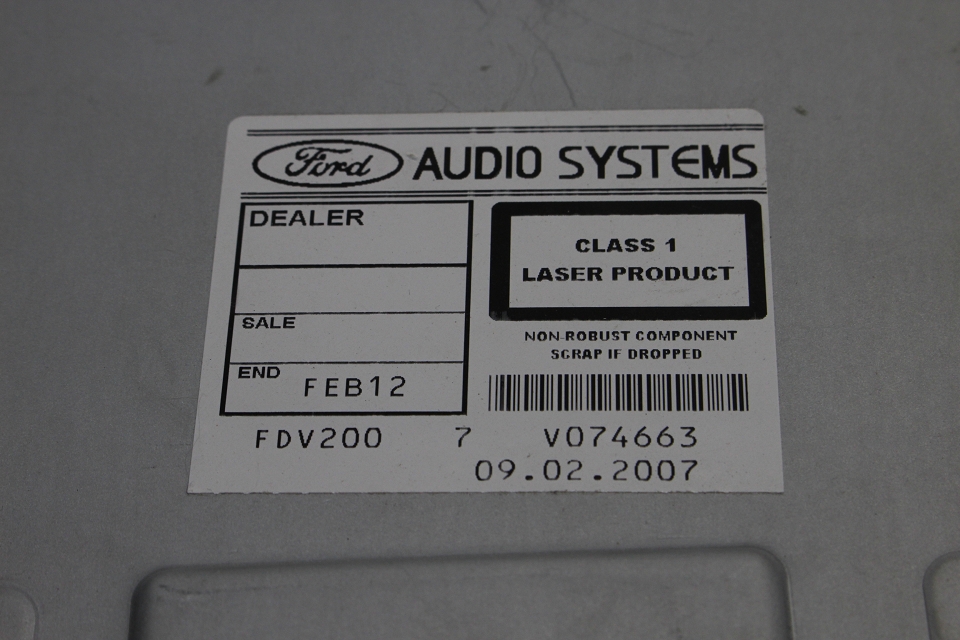 Ford AUDIO SYSTEMS
DEALER
SALE
END FEB12
CLASS 1
LASER PRODUCT
NON-ROBUST COMPONENT
SCRAP IF DROPPED
FDV200 7 V074663
09.02.2007